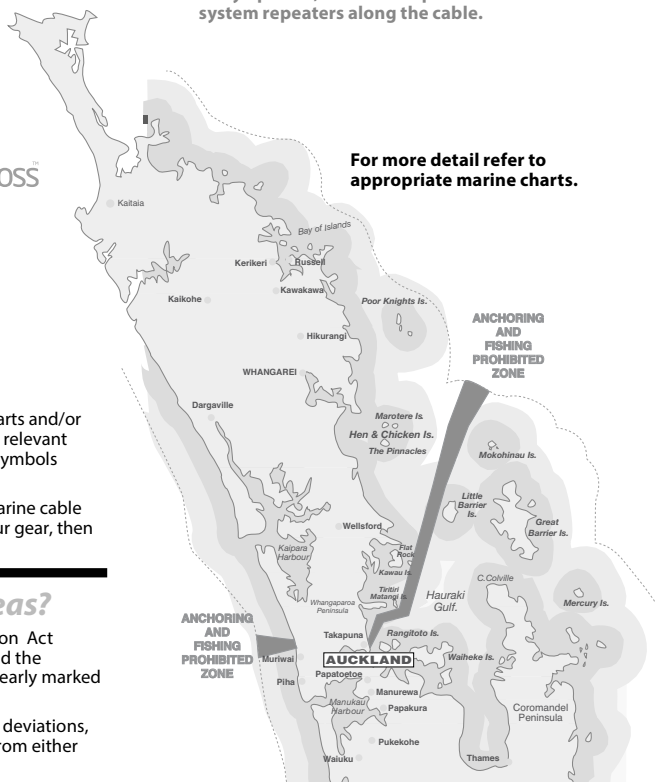 system repeaters along the cable.
For more detail refer to
appropriate marine charts.
Kaitaia
Bay of Islands
Kerikeri
Russell
Kawakawa
Kaikohe
Poor Knights Is.
Hikurangi
ANCHORING
AND
FISHING
PROHIBITED
ZONE
WHANGAREI
Dargaville
Marotere Is.
Hen & Chicken Is.
The Pinnacles
Mokohinau Is.
arts and/or
relevant
ymbols
Little
Barrier
Is.
Great
Barrier Is.
arine cable
ur gear, then
Wellsford
Kaipara
Harbour
Flat
Rock
Kawau Is.
C.Colville
Tiritiri
Matangi Is.
Hauraki
Gulf.
Mercury Is.
Whangaparoa
Peninsula
eas?
on Act
d the
early marked
deviations,
rom either
ANCHORING
AND
FISHING
PROHIBITED
ZONE
Takapuna
Rangitoto Is.
Muriwai
AUCKLAND
Waiheke Is.
Piha
Papatoetoe
Manurewa
Manukau
Harbour
Papakura
Coromandel
Peninsula
Pukekohe
Waiuku
Thames